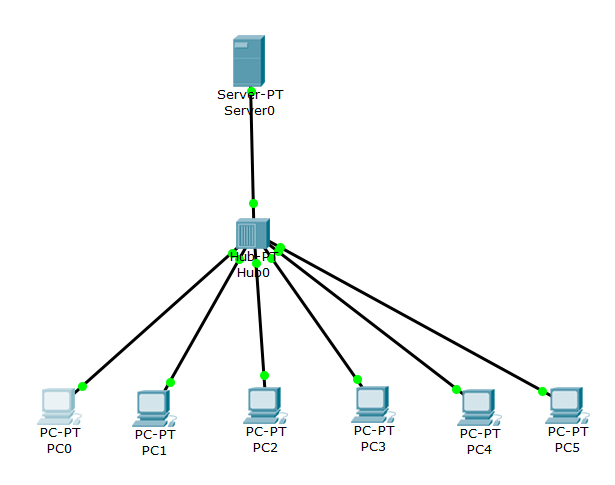 Server-PT
Server0
Hub-PT
Hub0
PC-PT
PC0
PC-PT
PC1
PC-PT
PC2
PC-PT
PC3
PC-PT
PC4
PC-PT
PC5